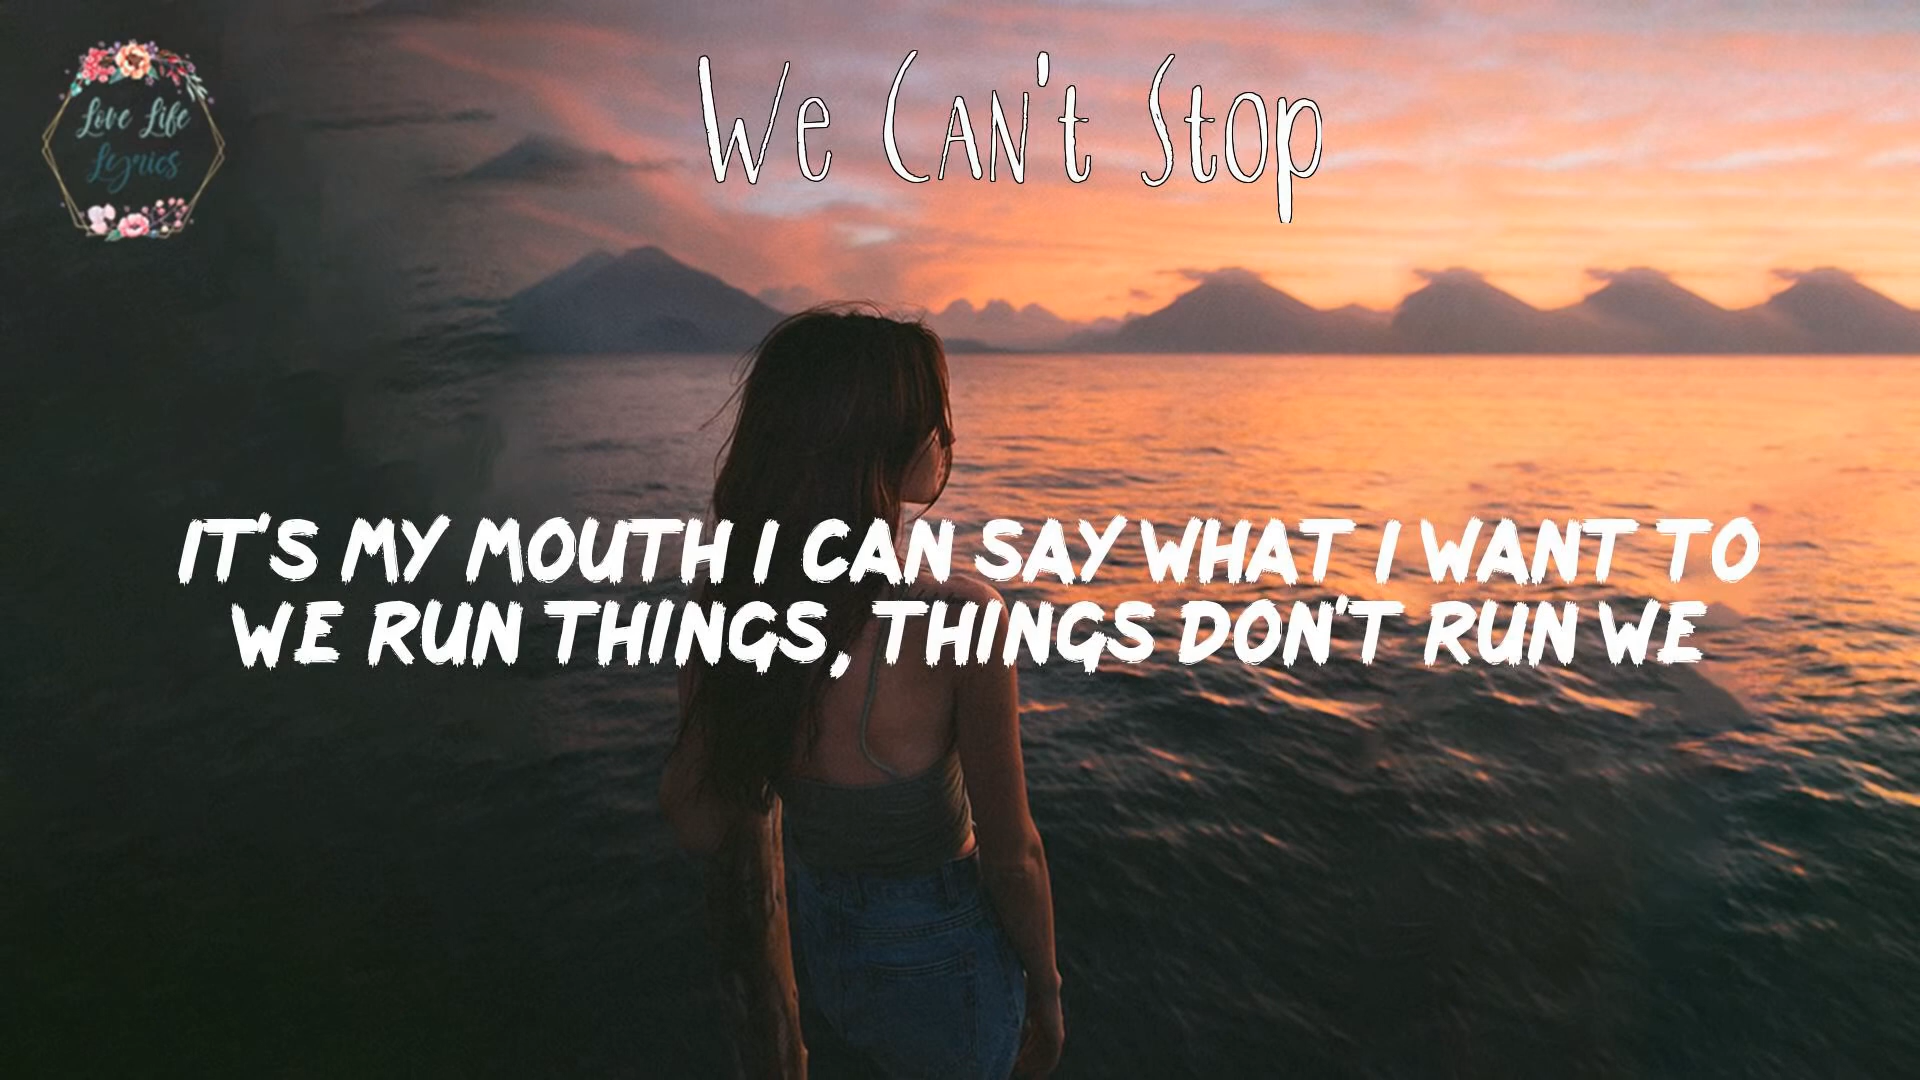 Love Life
Leyrics
We Can't Stop
IT'S MY MOUTH I CAN SAY WHAT I WANT TO
WE RUN THINGS, THINGS DON'T RUN WE